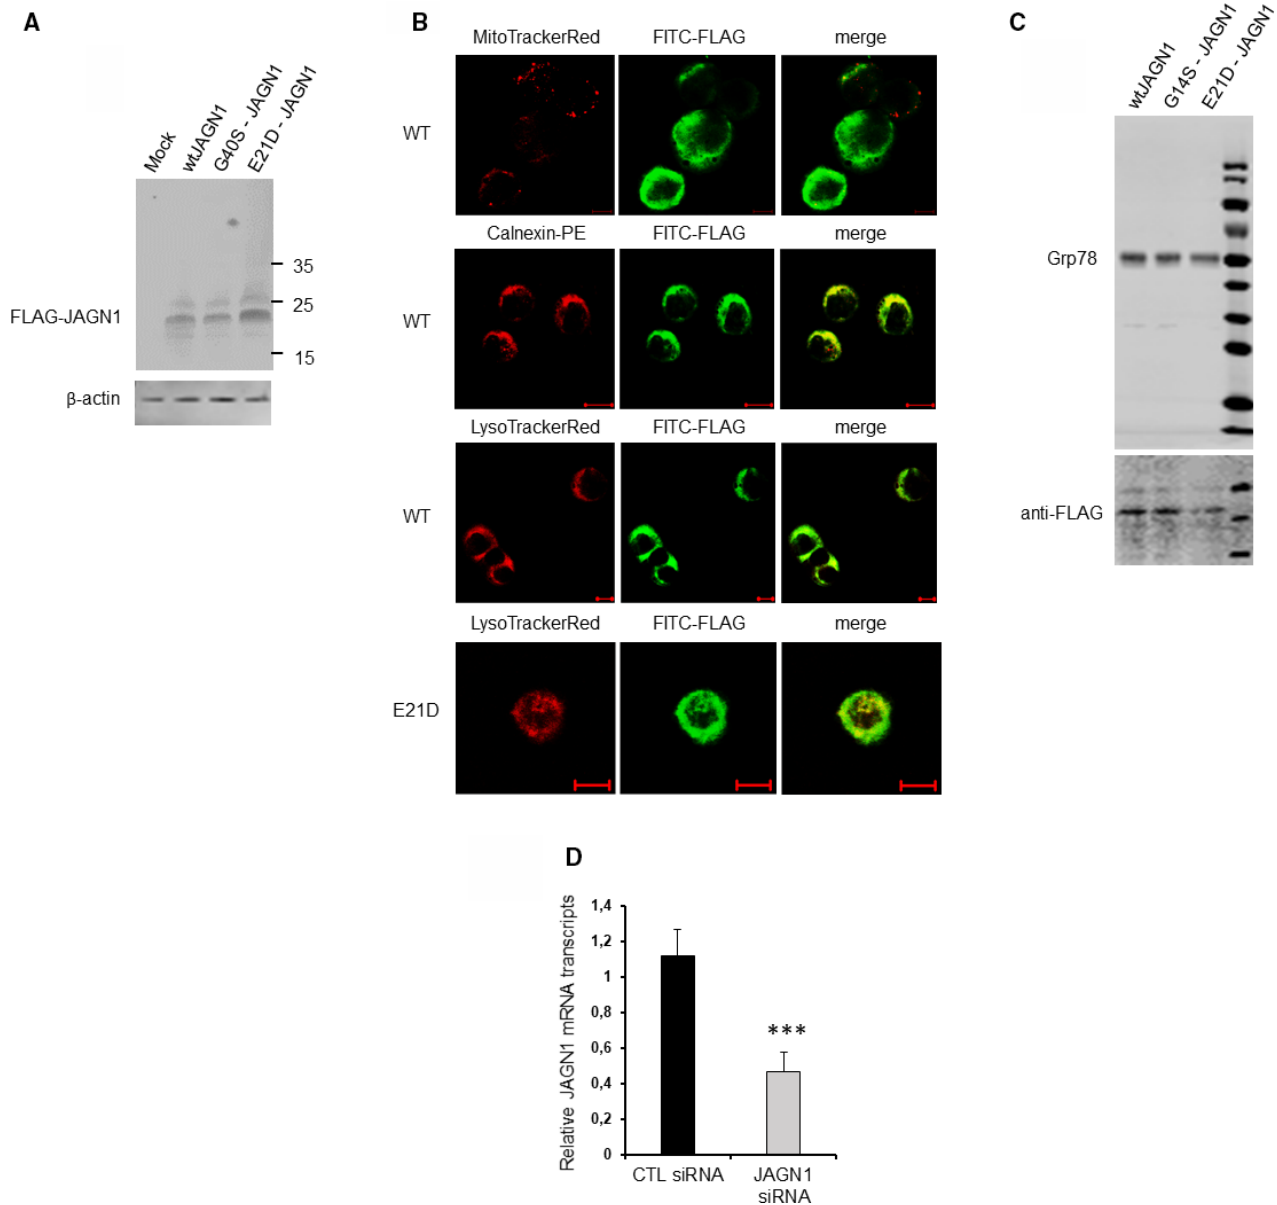 A
Mock
wtJAGN1
G40S - JAGN1
E21D - JAGN1
35
25
15
FLAG-JAGN1
β-actin
B
MitoTrackerRed FITC-FLAG merge
WT
Calnexin-PE FITC-FLAG merge
WT
LysoTrackerRed FITC-FLAG merge
WT
LysoTrackerRed FITC-FLAG merge
E21D
C
wtJAGN1
G14S - JAGN1
E21D - JAGN1
Grp78
anti-FLAG
D
Relative JAGN1 mRNA transcripts
1,4
1,2
1
0,8
0,6
0,4
0,2
0
***
CTL siRNA
JAGN1
siRNA